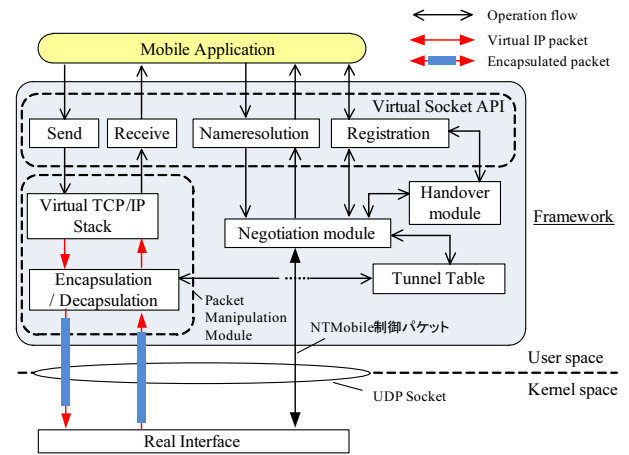 Operation flow
Virtual IP packet
Encapsulated packet
Mobile Application
Virtual Socket API
Send
Receive
Nameresolution
Registration
Virtual TCP/IP
Stack
Handover
module
Negotiation module
Framework
Encapsulation
/ Decapsulation
Tunnel Table
Packet
Manipulation
Module
NTMobile制御パケット
User space
Kernel space
UDP Socket
Real Interface